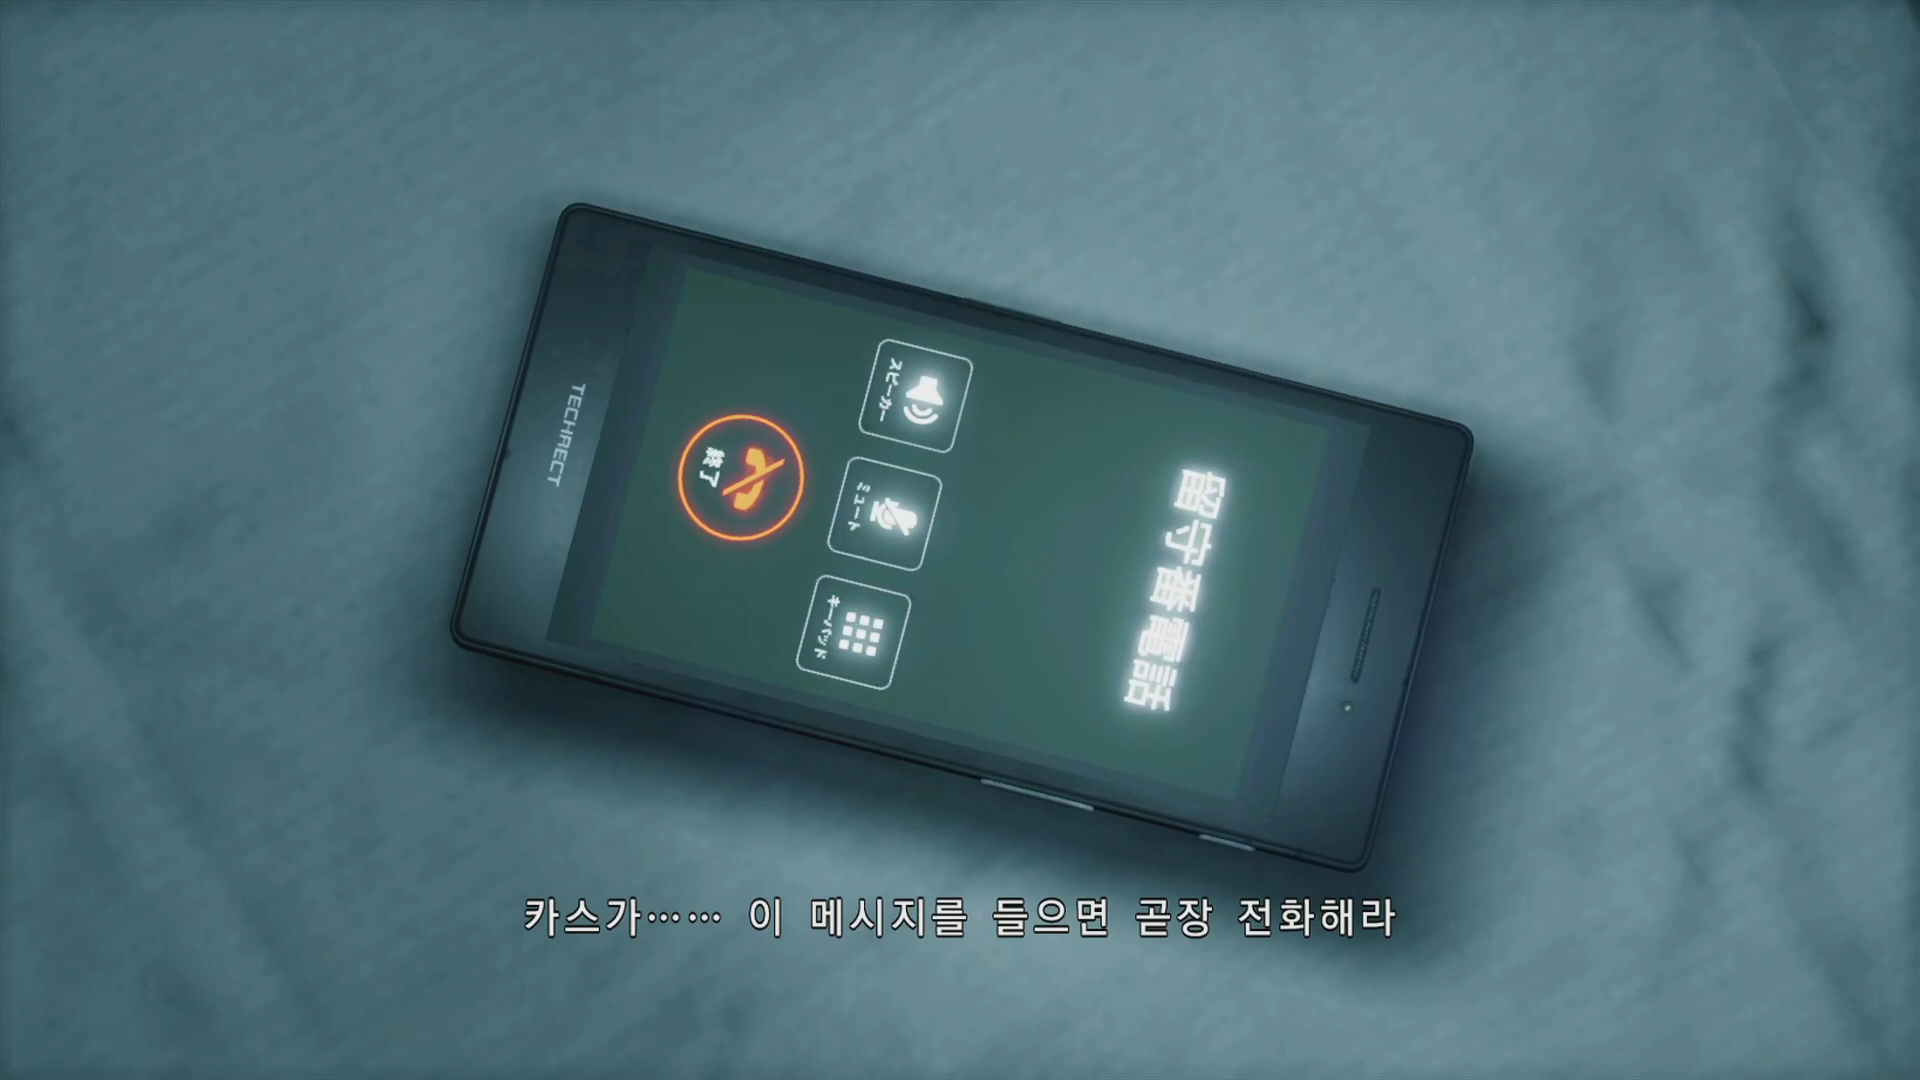 留守番電話
スピーカー
ミュート
キーパッド
終了
TECHRECT
카스가…… 이 메시지를 들으면 곧장 전화해라